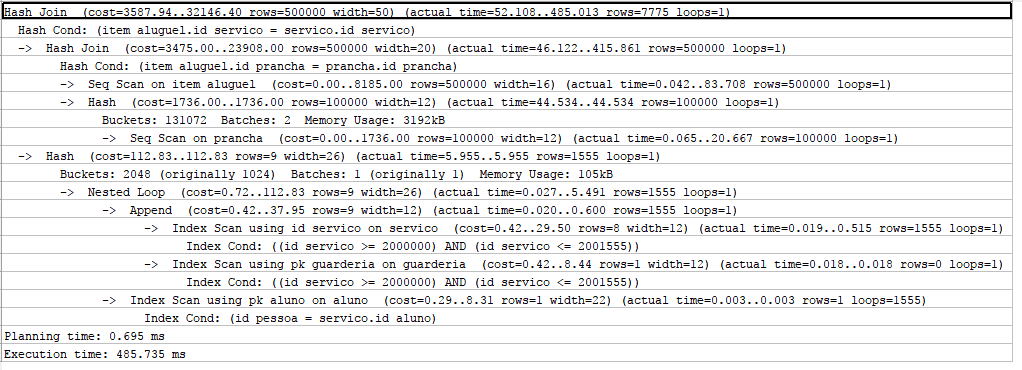 Hash Join  (cost=3587.94..32146.40 rows=500000 width=50) (actual time=52.108..485.013 rows=7775 loops=1)
Hash Cond: (item aluguel.id servico = servico.id servico)
->  Hash Join  (cost=3475.00..23908.00 rows=500000 width=20) (actual time=46.122..415.861 rows=500000 loops=1)
Hash Cond: (item aluguel.id prancha = prancha.id prancha)
->  Seq Scan on item aluguel  (cost=0.00..8185.00 rows=500000 width=16) (actual time=0.042..83.708 rows=500000 loops=1)
->  Hash  (cost=1736.00..1736.00 rows=100000 width=12) (actual time=44.534..44.534 rows=100000 loops=1)
Buckets: 131072  Batches: 2  Memory Usage: 3192kB
->  Seq Scan on prancha  (cost=0.00..1736.00 rows=100000 width=12) (actual time=0.065..20.667 rows=100000 loops=1)
->  Hash  (cost=112.83..112.83 rows=9 width=26) (actual time=5.955..5.955 rows=1555 loops=1)
Buckets: 2048 (originally 1024)  Batches: 1 (originally 1)  Memory Usage: 105kB
->  Nested Loop  (cost=0.72..112.83 rows=9 width=26) (actual time=0.027..5.491 rows=1555 loops=1)
->  Append  (cost=0.42..37.95 rows=9 width=12) (actual time=0.020..0.600 rows=1555 loops=1)
->  Index Scan using id servico on servico  (cost=0.42..29.50 rows=8 width=12) (actual time=0.019..0.515 rows=1555 loops=1)
Index Cond: ((id servico >= 2000000) AND (id servico <= 2001555))
->  Index Scan using pk guarderia on guarderia  (cost=0.42..8.44 rows=1 width=12) (actual time=0.018..0.018 rows=0 loops=1)
Index Cond: ((id servico >= 2000000) AND (id servico <= 2001555))
->  Index Scan using pk aluno on aluno  (cost=0.29..8.31 rows=1 width=22) (actual time=0.003..0.003 rows=1 loops=1555)
Index Cond: (id pessoa = servico.id aluno)
Planning time: 0.695 ms
Execution time: 485.735 ms